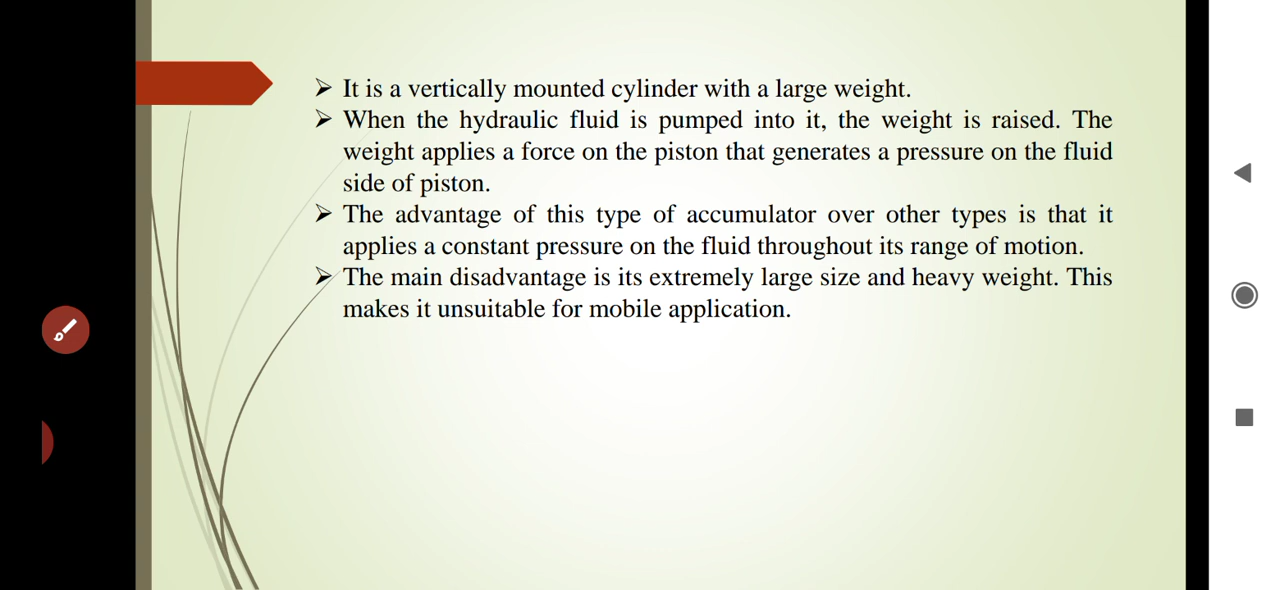 ➢ It is a vertically mounted cylinder with a large weight.
➢ When the hydraulic fluid is pumped into it, the weight is raised. The
weight applies a force on the piston that generates a pressure on the fluid
side of piston.
➢ The advantage of this type of accumulator over other types is that it
applies a constant pressure on the fluid throughout its range of motion.
➢ The main disadvantage is its extremely large size and heavy weight. This
makes it unsuitable for mobile application.